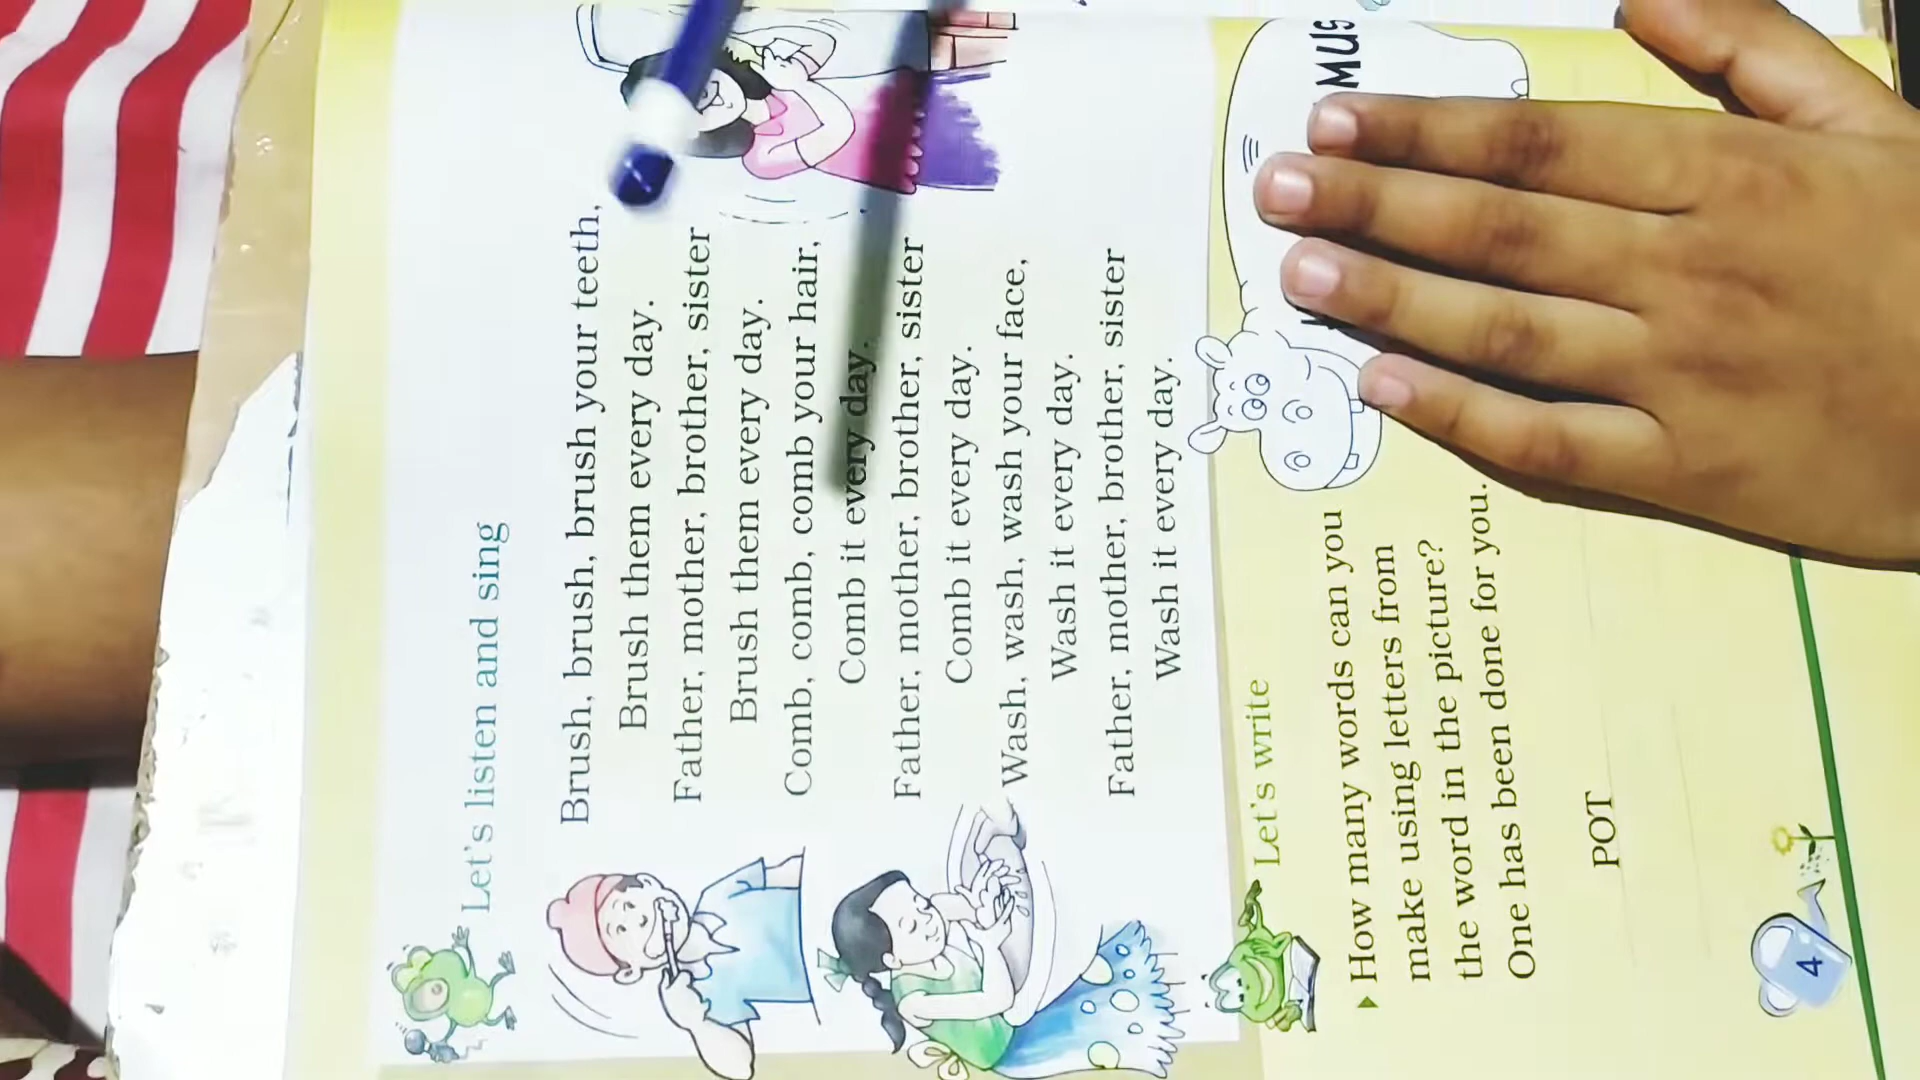 Let's listen and sing
Brush, brush, brush your teeth,
Brush them every day.
Father, mother, brother, sister
Brush them every day.
Comb, comb, comb your hair,
Comb it every day.
Father, mother, brother, sister
Comb it every day.
Wash, wash, wash your face,
Wash it every day.
Father, mother, brother, sister
Wash it every day.
Let's write
How many words can you
make using letters from
the word in the picture?
One has been done for you.
POT
4